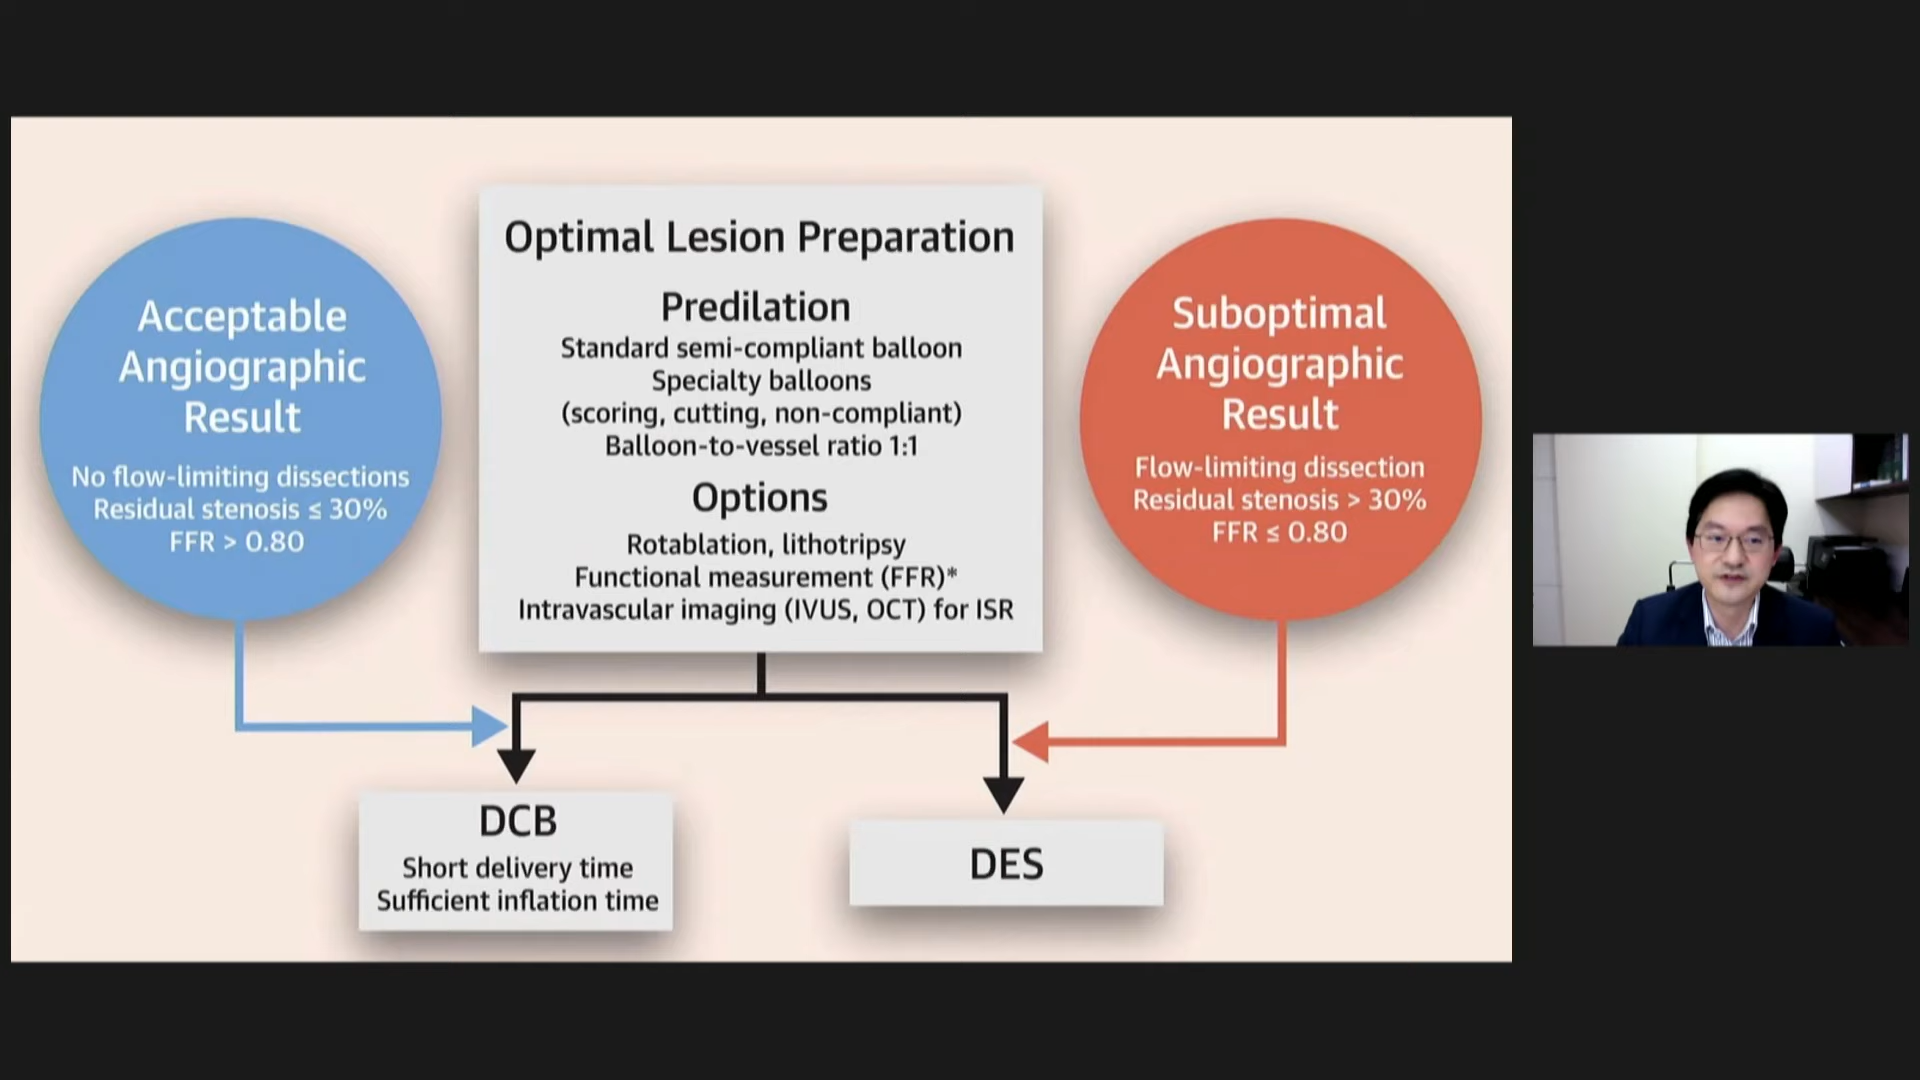 Acceptable
Angiographic
Result
No flow-limiting dissections
Residual stenosis ≤ 30%
FFR > 0.80
Optimal Lesion Preparation
Predilation
Standard semi-compliant balloon
Specialty balloons
(scoring, cutting, non-compliant)
Balloon-to-vessel ratio 1:1
Options
Rotablation, lithotripsy
Functional measurement (FFR)*
Intravascular imaging (IVUS, OCT) for ISR
Suboptimal
Angiographic
Result
Flow-limiting dissection
Residual stenosis > 30%
FFR ≤ 0.80
DCB
Short delivery time
Sufficient inflation time
DES